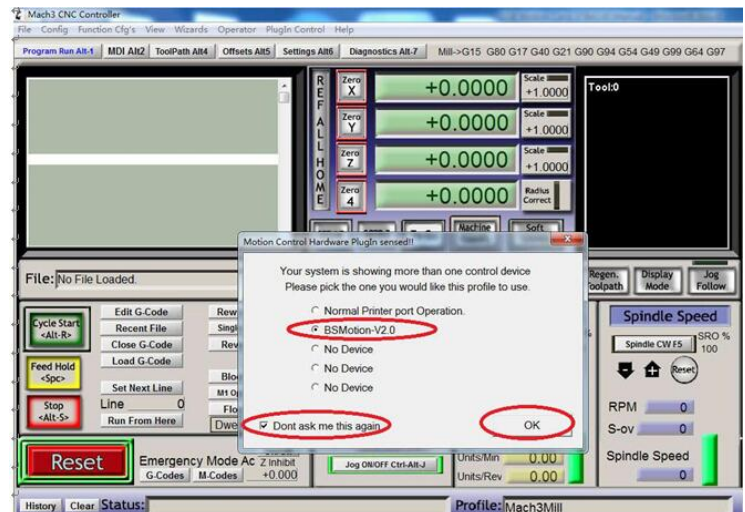 Mach3 CNC Controller
File Config Function Cfg's View Wizards Operator PlugIn Control Help
Program Run Alt-1 MDI Alt2 ToolPath Alt4 Offsets Alt5 Settings Alt6 Diagnostics Alt-7 Mill->G15 G80 G17 G40 G21 G90 G94 G54 G49 G99 G64 G97
REF ALL HOME
Zero X +0.0000 Scale +1.0000
Zero Y +0.0000 Scale +1.0000
Zero Z +0.0000 Scale +1.0000
Zero 4 +0.0000 Radius Correct
Tool:0
Machine
Soft
Motion Control Hardware PlugIn sensed!!
Your system is showing more than one control device
Please pick the one you would like this profile to use.
Normal Printer port Operation.
BSMotion-V2.0
No Device
No Device
No Device
Dont ask me this again
OK
File: No File Loaded.
Regen. Toolpath Display Mode Jog Follow
Cycle Start <Alt-R>
Feed Hold <Spc>
Stop <Alt-S>
Edit G-Code
Recent File
Close G-Code
Load G-Code
Set Next Line
Line 0
Run From Here
Rew
Singl
Rev
Blo
M1 Op
Flo
Dwe
Spindle Speed
Spindle CW F5
SRO % 100
Reset
RPM 0
S-ov 0
Spindle Speed 0
Reset
Emergency Mode Ac
G-Codes M-Codes
Z Inhibit
+0.000
Jog ON/OFF Ctrl-Alt-J
Units/Min 0.00
Units/Rev 0.00
History Clear Status:
Profile: Mach3Mill